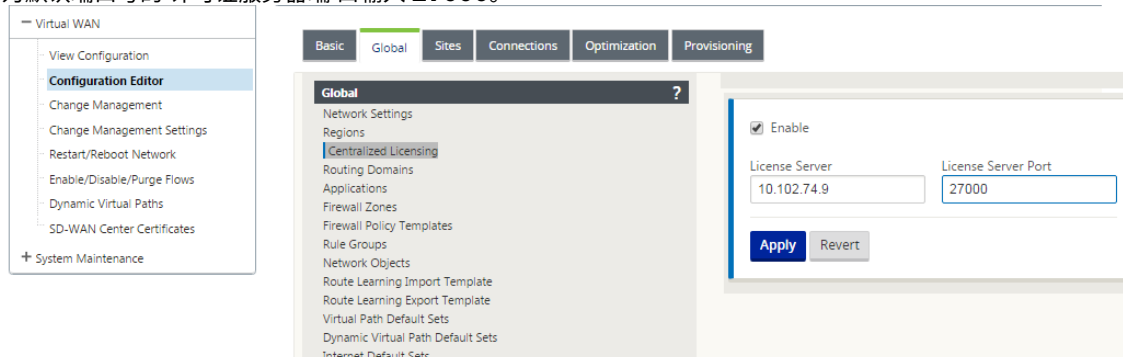 − Virtual WAN
View Configuration
Configuration Editor
Change Management
Change Management Settings
Restart/Reboot Network
Enable/Disable/Purge Flows
Dynamic Virtual Paths
SD-WAN Center Certificates
+ System Maintenance
Basic Global Sites Connections Optimization Provisioning
Global ?
Network Settings
Regions
Centralized Licensing
Routing Domains
Applications
Firewall Zones
Firewall Policy Templates
Rule Groups
Network Objects
Route Learning Import Template
Route Learning Export Template
Virtual Path Default Sets
Dynamic Virtual Path Default Sets
Internet Default Sets
Enable
License Server License Server Port
10.102.74.9 27000
Apply Revert